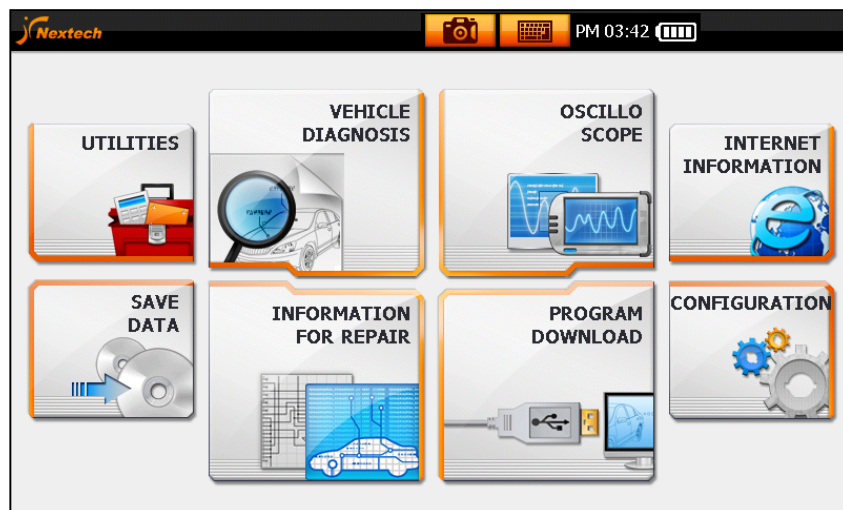 Nextech
PM 03:42
UTILITIES
VEHICLE
DIAGNOSIS
OSCILLO
SCOPE
INTERNET
INFORMATION
SAVE
DATA
INFORMATION
FOR REPAIR
PROGRAM
DOWNLOAD
CONFIGURATION